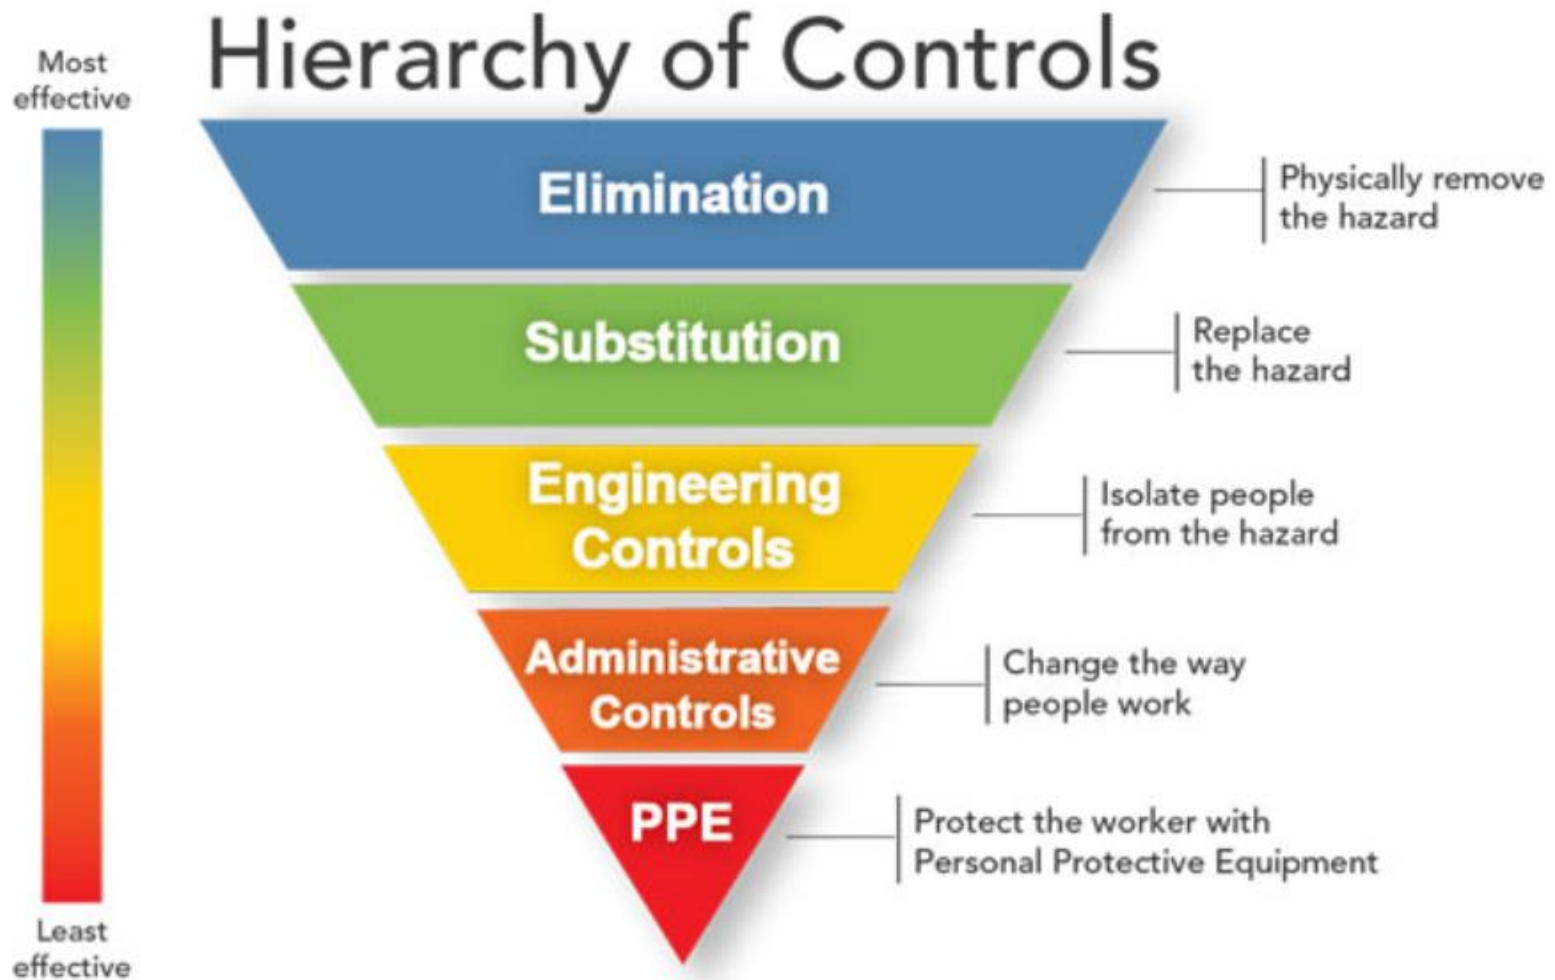 Hierarchy of Controls
Most
effective
Elimination
Physically remove
the hazard
Substitution
Replace
the hazard
Engineering
Controls
Isolate people
from the hazard
Administrative
Controls
Change the way
people work
PPE
Protect the worker with
Personal Protective Equipment
Least
effective